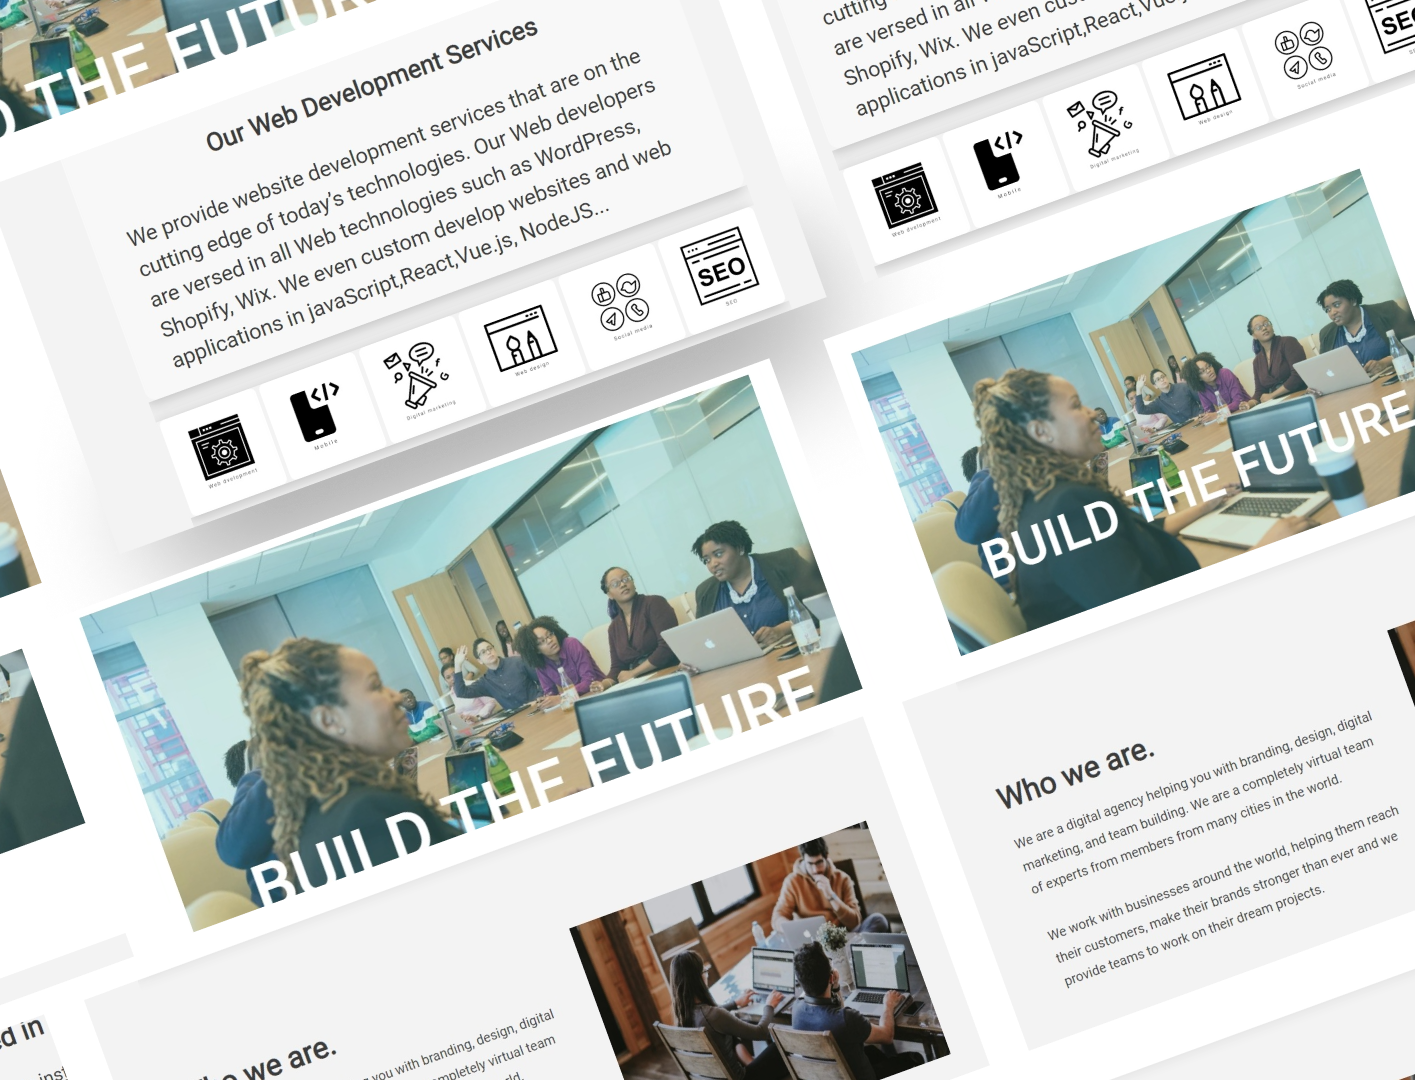 THE FUTURE
Our Web Development Services
We provide website development services that are on the
cutting edge of today's technologies. Our Web developers
are versed in all Web technologies such as WordPress,
Shopify, Wix. We even custom develop websites and web
applications in javaScript,React,Vue.js, NodeJS...
Web dvelopment
Mobile
Digital marketing
Web design
Social media
SEO
SEO
BUILD THE FUTURE
Who we are.
you with branding, design, digital
completely virtual team
world.
cutting
are versed in all
Shopify, Wix. We even
applications in javaScript,React,Vue.js
Web dvelopment
Mobile
Digital marketing
Web design
Social media
SEO
BUILD THE FUTURE
Who we are.
We are a digital agency helping you with branding, design, digital
marketing, and team building. We are a completely virtual team
of experts from members from many cities in the world.
We work with businesses around the world, helping them reach
their customers, make their brands stronger than ever and we
provide teams to work on their dream projects.